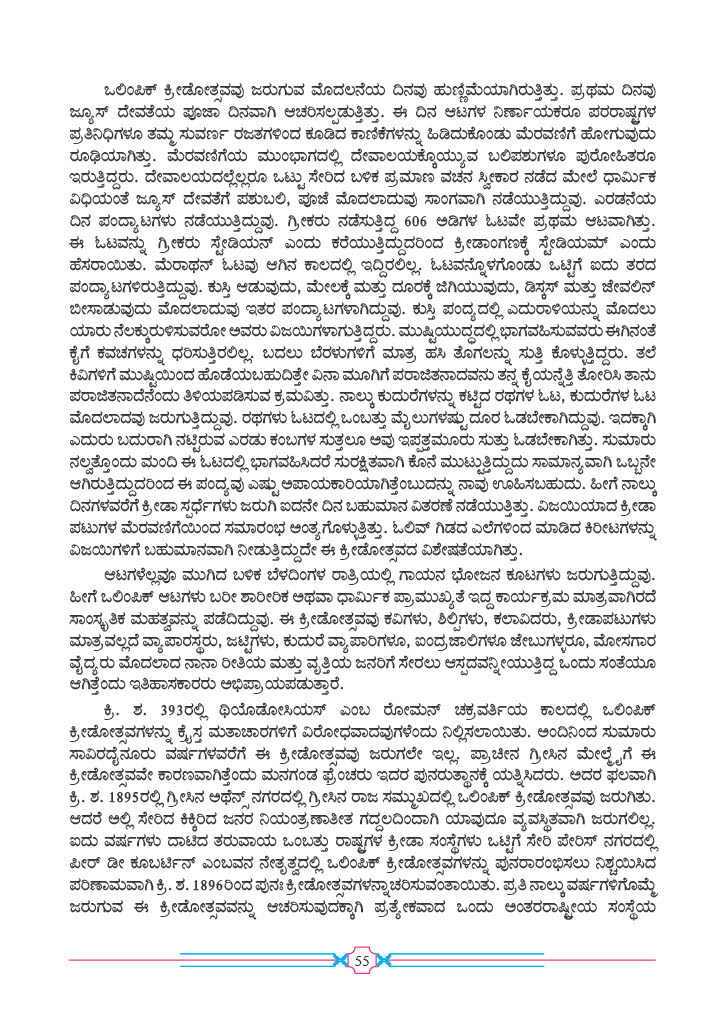 ಒಲಿಂಪಿಕ್ ಕ್ರೀಡೋತ್ಸವವು ಜರುಗುವ ಮೊದಲನೆಯ ದಿನವು ಹುಣ್ಣಿಮೆಯಾಗಿರುತ್ತಿತ್ತು. ಪ್ರಥಮ ದಿನವು
ಜ್ಯೂಸ್ ದೇವತೆಯ ಪೂಜಾ ದಿನವಾಗಿ ಆಚರಿಸಲ್ಪಡುತ್ತಿತ್ತು. ಈ ದಿನ ಆಟಗಳ ನಿರ್ಣಾಯಕರೂ ಪರರಾಷ್ಟ್ರಗಳ
ಪ್ರತಿನಿಧಿಗಳೂ ತಮ್ಮ ಸುವರ್ಣ ರಜತಗಳಿಂದ ಕೂಡಿದ ಕಾಣಿಕೆಗಳನ್ನು ಹಿಡಿದುಕೊಂಡು ಮೆರವಣಿಗೆ ಹೋಗುವುದು
ರೂಢಿಯಾಗಿತ್ತು. ಮೆರವಣಿಗೆಯ ಮುಂಭಾಗದಲ್ಲಿ ದೇವಾಲಯಕ್ಕೊಯ್ಯುವ ಬಲಿಪಶುಗಳೂ ಪುರೋಹಿತರೂ
ಇರುತ್ತಿದ್ದರು. ದೇವಾಲಯದಲ್ಲೆಲ್ಲರೂ ಒಟ್ಟು ಸೇರಿದ ಬಳಿಕ ಪ್ರಮಾಣ ವಚನ ಸ್ವೀಕಾರ ನಡೆದ ಮೇಲೆ ಧಾರ್ಮಿಕ
ವಿಧಿಯಂತೆ ಜ್ಯೂಸ್ ದೇವತೆಗೆ ಪಶುಬಲಿ, ಪೂಜೆ ಮೊದಲಾದುವು ಸಾಂಗವಾಗಿ ನಡೆಯುತ್ತಿದ್ದುವು. ಎರಡನೆಯ
ದಿನ ಪಂದ್ಯಾಟಗಳು ನಡೆಯುತ್ತಿದ್ದುವು. ಗ್ರೀಕರು ನಡೆಸುತ್ತಿದ್ದ 606 ಅಡಿಗಳ ಓಟವೇ ಪ್ರಥಮ ಆಟವಾಗಿತ್ತು.
ಈ ಓಟವನ್ನು ಗ್ರೀಕರು ಸ್ಟೇಡಿಯನ್ ಎಂದು ಕರೆಯುತ್ತಿದ್ದುದರಿಂದ ಕ್ರೀಡಾಂಗಣಕ್ಕೆ ಸ್ಟೇಡಿಯಮ್ ಎಂದು
ಹೆಸರಾಯಿತು. ಮೆರಾಥನ್ ಓಟವು ಆಗಿನ ಕಾಲದಲ್ಲಿ ಇದ್ದಿರಲಿಲ್ಲ. ಓಟವನ್ನೊಳಗೊಂಡು ಒಟ್ಟಿಗೆ ಐದು ತರದ
ಪಂದ್ಯಾಟಗಳಿರುತ್ತಿದ್ದುವು. ಕುಸ್ತಿ ಆಡುವುದು, ಮೇಲಕ್ಕೆ ಮತ್ತು ದೂರಕ್ಕೆ ಜಿಗಿಯುವುದು, ಡಿಸ್ಕಸ್ ಮತ್ತು ಜೇವಲಿನ್
ಬೀಸಾಡುವುದು ಮೊದಲಾದುವು ಇತರ ಪಂದ್ಯಾಟಗಳಾಗಿದ್ದುವು. ಕುಸ್ತಿ ಪಂದ್ಯದಲ್ಲಿ ಎದುರಾಳಿಯನ್ನು ಮೊದಲು
ಯಾರು ನೆಲಕ್ಕುರುಳಿಸುವರೋ ಅವರು ವಿಜಯಿಗಳಾಗುತ್ತಿದ್ದರು. ಮುಷ್ಟಿಯುದ್ಧದಲ್ಲಿ ಭಾಗವಹಿಸುವವರು ಈಗಿನಂತೆ
ಕೈಗೆ ಕವಚಗಳನ್ನು ಧರಿಸುತ್ತಿರಲಿಲ್ಲ. ಬದಲು ಬೆರಳುಗಳಿಗೆ ಮಾತ್ರ ಹಸಿ ತೊಗಲನ್ನು ಸುತ್ತಿ ಕೊಳ್ಳುತ್ತಿದ್ದರು. ತಲೆ
ಕಿವಿಗಳಿಗೆ ಮುಷ್ಟಿಯಿಂದ ಹೊಡೆಯಬಹುದಿತ್ತೇ ವಿನಾ ಮೂಗಿಗೆ ಪರಾಜಿತನಾದವನು ತನ್ನ ಕೈಯನ್ನೆತ್ತಿ ತೋರಿಸಿ ತಾನು
ಪರಾಜಿತನಾದೆನೆಂದು ತಿಳಿಯಪಡಿಸುವ ಕ್ರಮವಿತ್ತು. ನಾಲ್ಕು ಕುದುರೆಗಳನ್ನು ಕಟ್ಟಿದ ರಥಗಳ ಓಟ, ಕುದುರೆಗಳ ಓಟ
ಮೊದಲಾದವು ಜರುಗುತ್ತಿದ್ದುವು. ರಥಗಳು ಓಟದಲ್ಲಿ ಒಂಬತ್ತು ಮೈಲುಗಳಷ್ಟು ದೂರ ಓಡಬೇಕಾಗಿದ್ದುವು. ಇದಕ್ಕಾಗಿ
ಎದುರು ಬದುರಾಗಿ ನಟ್ಟಿರುವ ಎರಡು ಕಂಬಗಳ ಸುತ್ತಲೂ ಅವು ಇಪ್ಪತ್ತಮೂರು ಸುತ್ತು ಓಡಬೇಕಾಗಿತ್ತು. ಸುಮಾರು
ನಲ್ವತ್ತೊಂದು ಮಂದಿ ಈ ಓಟದಲ್ಲಿ ಭಾಗವಹಿಸಿದರೆ ಸುರಕ್ಷಿತವಾಗಿ ಕೊನೆ ಮುಟ್ಟುತ್ತಿದ್ದುದು ಸಾಮಾನ್ಯವಾಗಿ ಒಬ್ಬನೇ
ಆಗಿರುತ್ತಿದ್ದುದರಿಂದ ಈ ಪಂದ್ಯವು ಎಷ್ಟು ಅಪಾಯಕಾರಿಯಾಗಿತ್ತೆಂಬುದನ್ನು ನಾವು ಊಹಿಸಬಹುದು. ಹೀಗೆ ನಾಲ್ಕು
ದಿನಗಳವರೆಗೆ ಕ್ರೀಡಾ ಸ್ಪರ್ಧೆಗಳು ಜರುಗಿ ಐದನೇ ದಿನ ಬಹುಮಾನ ವಿತರಣೆ ನಡೆಯುತ್ತಿತ್ತು. ವಿಜಯಿಯಾದ ಕ್ರೀಡಾ
ಪಟುಗಳ ಮೆರವಣಿಗೆಯಿಂದ ಸಮಾರಂಭ ಅಂತ್ಯಗೊಳ್ಳುತ್ತಿತ್ತು. ಓಲಿವ್ ಗಿಡದ ಎಲೆಗಳಿಂದ ಮಾಡಿದ ಕಿರೀಟಗಳನ್ನು
ವಿಜಯಿಗಳಿಗೆ ಬಹುಮಾನವಾಗಿ ನೀಡುತ್ತಿದ್ದುದೇ ಈ ಕ್ರೀಡೋತ್ಸವದ ವಿಶೇಷತೆಯಾಗಿತ್ತು.
ಆಟಗಳೆಲ್ಲವೂ ಮುಗಿದ ಬಳಿಕ ಬೆಳದಿಂಗಳ ರಾತ್ರಿಯಲ್ಲಿ ಗಾಯನ ಭೋಜನ ಕೂಟಗಳು ಜರುಗುತ್ತಿದ್ದುವು.
ಹೀಗೆ ಒಲಿಂಪಿಕ್ ಆಟಗಳು ಬರೀ ಶಾರೀರಿಕ ಅಥವಾ ಧಾರ್ಮಿಕ ಪ್ರಾಮುಖ್ಯತೆ ಇದ್ದ ಕಾರ್ಯಕ್ರಮ ಮಾತ್ರವಾಗಿರದೆ
ಸಾಂಸ್ಕೃತಿಕ ಮಹತ್ವವನ್ನು ಪಡೆದಿದ್ದುವು. ಈ ಕ್ರೀಡೋತ್ಸವವು ಕವಿಗಳು, ಶಿಲ್ಪಿಗಳು, ಕಲಾವಿದರು, ಕ್ರೀಡಾಪಟುಗಳು
ಮಾತ್ರವಲ್ಲದೆ ವ್ಯಾಪಾರಸ್ಥರು, ಜಟ್ಟಿಗಳು, ಕುದುರೆ ವ್ಯಾಪಾರಿಗಳೂ, ಐಂದ್ರಜಾಲಿಗಳೂ ಜೇಬುಗಳ್ಳರೂ, ಮೋಸಗಾರ
ವೈದ್ಯರು ಮೊದಲಾದ ನಾನಾ ರೀತಿಯ ಮತ್ತು ವೃತ್ತಿಯ ಜನರಿಗೆ ಸೇರಲು ಆಸ್ಪದವನ್ನೀಯುತ್ತಿದ್ದ ಒಂದು ಸಂತೆಯೂ
ಆಗಿತ್ತೆಂದು ಇತಿಹಾಸಕಾರರು ಅಭಿಪ್ರಾಯಪಡುತ್ತಾರೆ.
ಕ್ರಿ. ಶ. 393ರಲ್ಲಿ ಥಿಯೊಡೋಸಿಯಸ್ ಎಂಬ ರೋಮನ್ ಚಕ್ರವರ್ತಿಯ ಕಾಲದಲ್ಲಿ ಒಲಿಂಪಿಕ್
ಕ್ರೀಡೋತ್ಸವಗಳನ್ನು ಕ್ರೈಸ್ತ ಮತಾಚಾರಗಳಿಗೆ ವಿರೋಧವಾದವುಗಳೆಂದು ನಿಲ್ಲಿಸಲಾಯಿತು. ಅಂದಿನಿಂದ ಸುಮಾರು
ಸಾವಿರದೈನೂರು ವರ್ಷಗಳವರೆಗೆ ಈ ಕ್ರೀಡೋತ್ಸವವು ಜರುಗಲೇ ಇಲ್ಲ. ಪ್ರಾಚೀನ ಗ್ರೀಸಿನ ಮೇಲ್ಮೈಗೆ ಈ
ಕ್ರೀಡೋತ್ಸವವೇ ಕಾರಣವಾಗಿತ್ತೆಂದು ಮನಗಂಡ ಫ್ರೆಂಚರು ಇದರ ಪುನರುತ್ಥಾನಕ್ಕೆ ಯತ್ನಿಸಿದರು. ಅದರ ಫಲವಾಗಿ
ಕ್ರಿ. ಶ. 1895ರಲ್ಲಿ ಗ್ರೀಸಿನ ಅಥೆನ್ಸ್ ನಗರದಲ್ಲಿ ಗ್ರೀಸಿನ ರಾಜ ಸಮ್ಮುಖದಲ್ಲಿ ಒಲಿಂಪಿಕ್ ಕ್ರೀಡೋತ್ಸವವು ಜರುಗಿತು.
ಆದರೆ ಅಲ್ಲಿ ಸೇರಿದ ಕಿಕ್ಕಿರಿದ ಜನರ ನಿಯಂತ್ರಣಾತೀತ ಗದ್ದಲದಿಂದಾಗಿ ಯಾವುದೂ ವ್ಯವಸ್ಥಿತವಾಗಿ ಜರುಗಲಿಲ್ಲ.
ಐದು ವರ್ಷಗಳು ದಾಟಿದ ತರುವಾಯ ಒಂಬತ್ತು ರಾಷ್ಟ್ರಗಳ ಕ್ರೀಡಾ ಸಂಸ್ಥೆಗಳು ಒಟ್ಟಿಗೆ ಸೇರಿ ಪೇರಿಸ್ ನಗರದಲ್ಲಿ
ಪೀರ್ ಡೀ ಕೂಬರ್ಟಿನ್ ಎಂಬವನ ನೇತೃತ್ವದಲ್ಲಿ ಒಲಿಂಪಿಕ್ ಕ್ರೀಡೋತ್ಸವಗಳನ್ನು ಪುನರಾರಂಭಿಸಲು ನಿಶ್ಚಯಿಸಿದ
ಪರಿಣಾಮವಾಗಿ ಕ್ರಿ. ಶ. 1896ರಿಂದ ಪುನಃ ಕ್ರೀಡೋತ್ಸವಗಳನ್ನಾಚರಿಸುವಂತಾಯಿತು. ಪ್ರತಿ ನಾಲ್ಕು ವರ್ಷಗಳಿಗೊಮ್ಮೆ
ಜರುಗುವ ಈ ಕ್ರೀಡೋತ್ಸವವನ್ನು ಆಚರಿಸುವುದಕ್ಕಾಗಿ ಪ್ರತ್ಯೇಕವಾದ ಒಂದು ಅಂತರರಾಷ್ಟ್ರೀಯ ಸಂಸ್ಥೆಯ
55